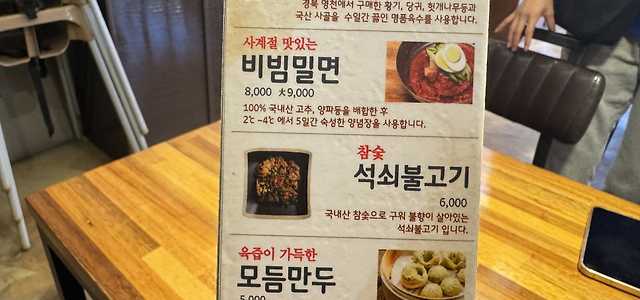 경북 영천에서 구매한 황기, 당귀, 헛개나무등과
국산 사골을 수일간 끓인 명품육수를 사용합니다.
사계절 맛있는
비빔밀면
8,000 大9,000
100% 국내산 고추, 양파등을 배합한 후
2℃ ~4℃ 에서 5일간 숙성한 양념장을 사용합니다.
참숯
석쇠불고기
6,000
국내산 참숯으로 구워 불향이 살아있는
석쇠불고기 입니다.
육즙이 가득한
모듬만두
5,000